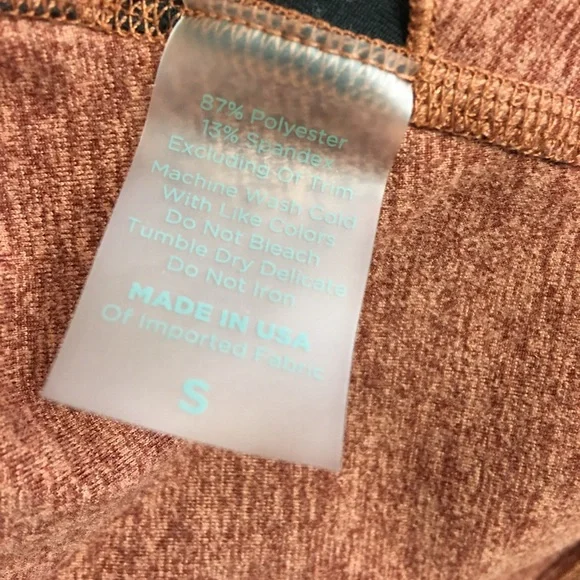 87% Polyester
13% Spandex
Excluding Of Trim
Machine Wash Cold
With Like Colors
Do Not Bleach
Tumble Dry Delicate
Do Not Iron
MADE IN USA
Of Imported Fabric
S